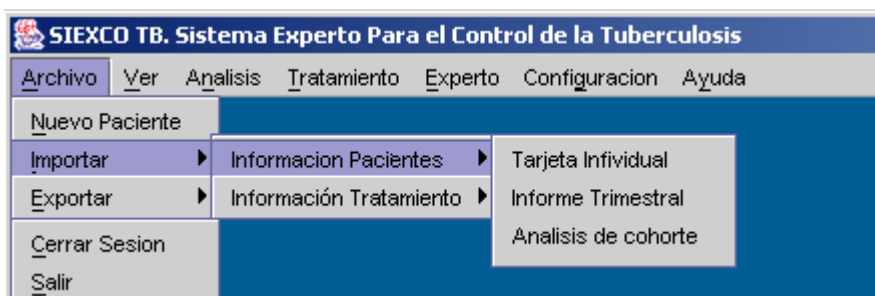 SIEXCO TB. Sistema Experto Para el Control de la Tuberculosis
Archivo Ver Analisis Tratamiento Experto Configuracion Ayuda
Nuevo Paciente
Importar Informacion Pacientes Tarjeta Infividual
Exportar Información Tratamiento Informe Trimestral
Analisis de cohorte
Cerrar Sesion
Salir